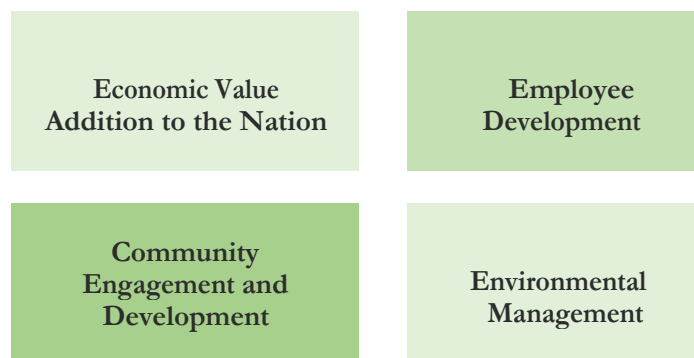 Economic Value
Addition to the Nation
Employee
Development
Community
Engagement and
Development
Environmental
Management